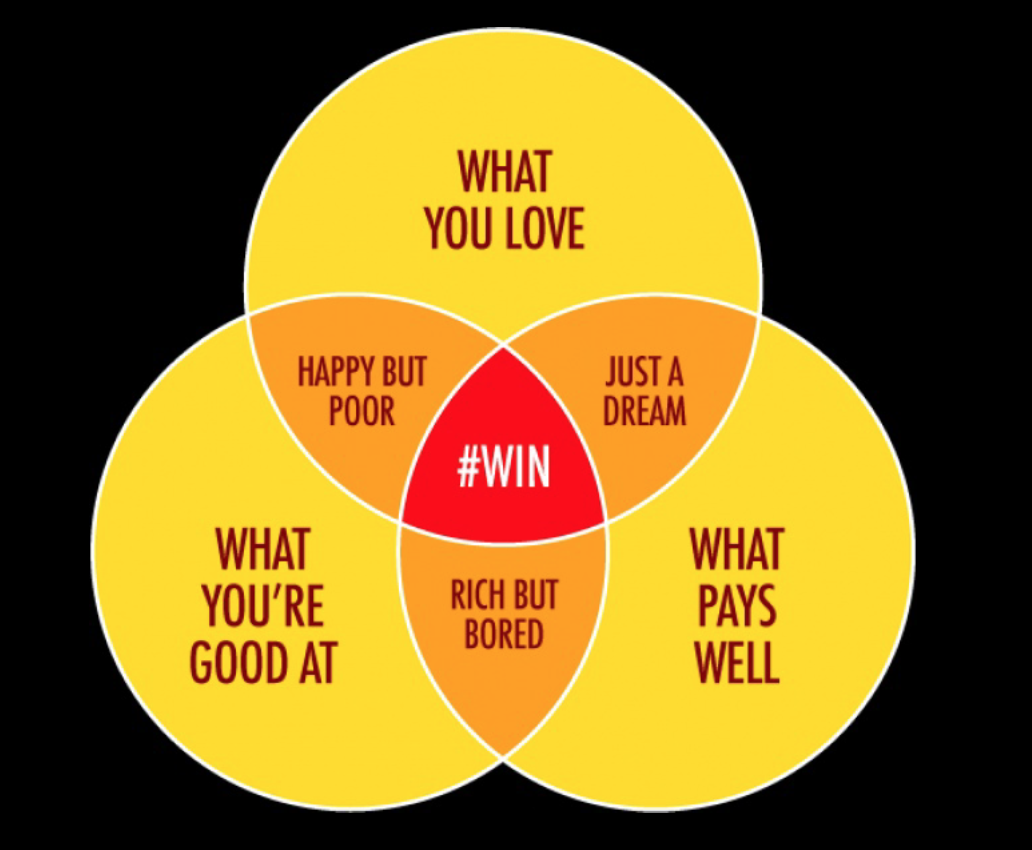 WHAT
YOU LOVE
HAPPY BUT
POOR
JUST A
DREAM
#WIN
WHAT
YOU'RE
GOOD AT
RICH BUT
BORED
WHAT
PAYS
WELL